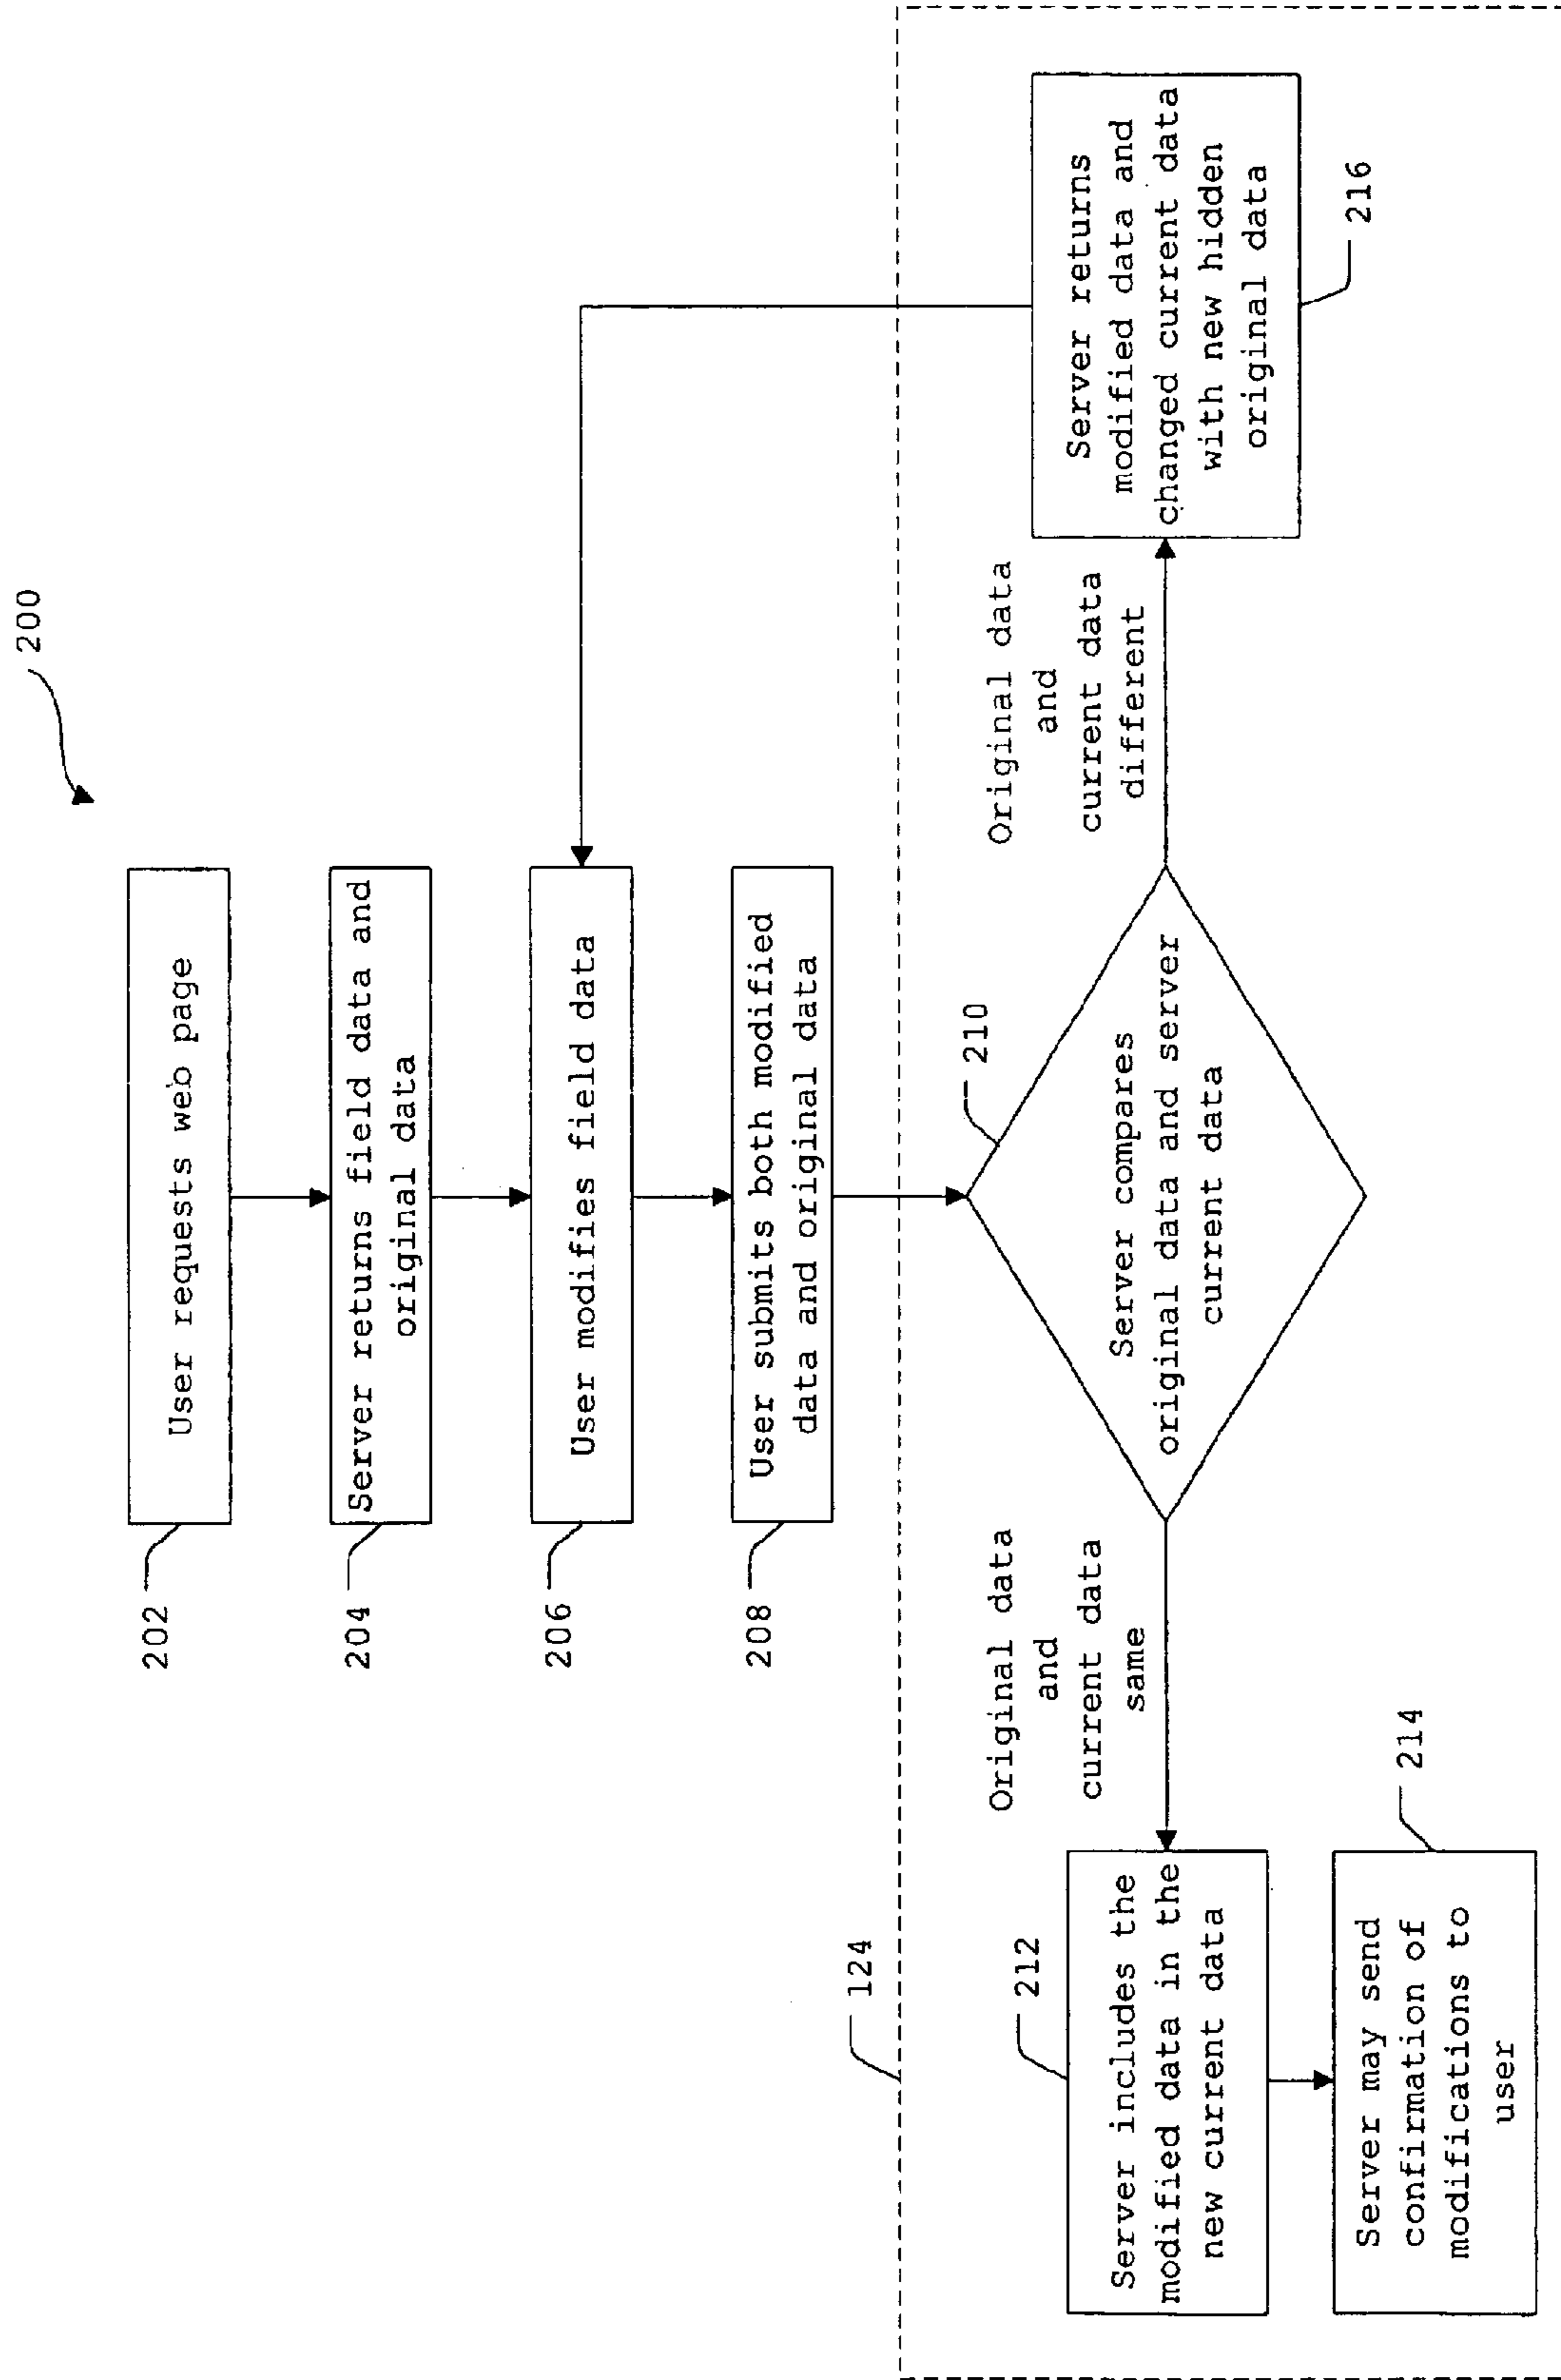 200
202
User requests web page
204
Server returns field data and
original data
206
User modifies field data
208
User submits both modified
data and original data
124
210
Server compares
original data and server
current data
Original data
and
current data
same
Original data
and
current data
different
212
Server includes the
modified data in the
new current data
214
Server may send
confirmation of
modifications to
user
Server returns
modified data and
changed current data
with new hidden
original data
216